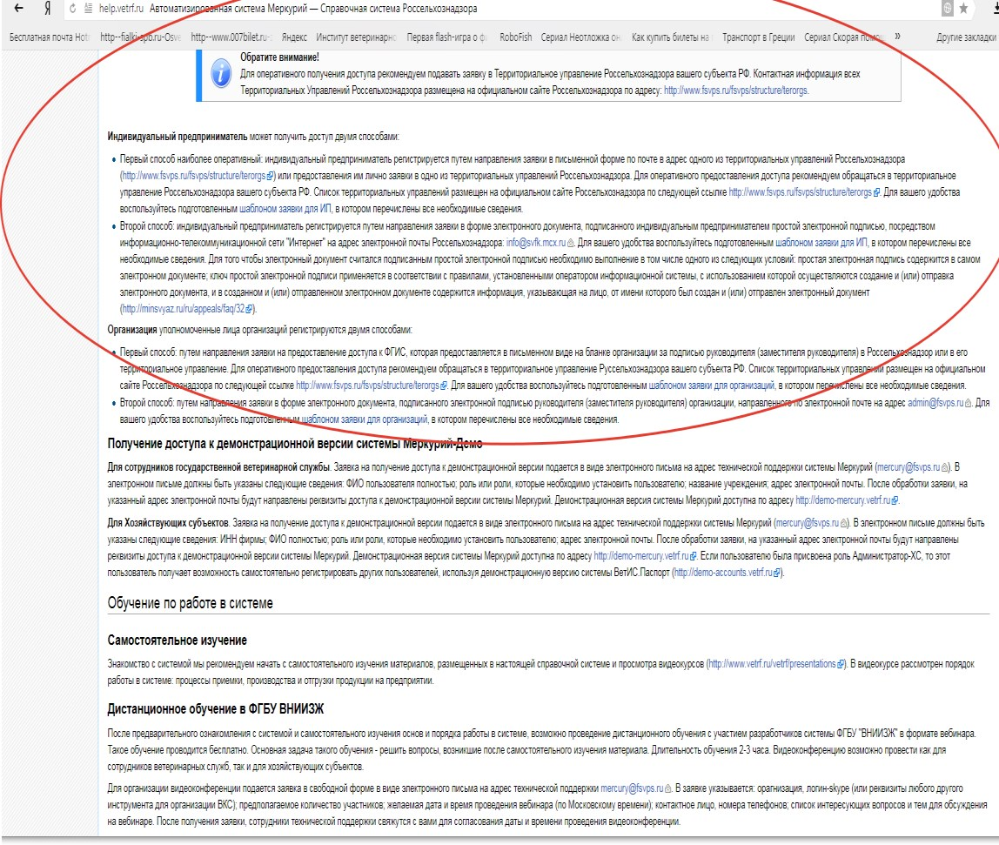 help.vetrf.ru Автоматизированная система Меркурий — Справочная система Россельхознадзора
Бесплатная почта Hot http--fialki-spb.ru-Osve http--www.007bilet.ru- Яндекс Институт ветеринарн Первая flash-игра о ф RoboFish Сериал Неотложка он Как купить билеты на Транспорт в Греции Сериал Скорая помощ » Другие закладки
Обратите внимание!
Для оперативного получения доступа рекомендуем подавать заявку в Территориальное управление Россельхознадзора вашего субъекта РФ. Контактная информация всех
Территориальных Управлений Россельхознадзора размещена на официальном сайте Россельхознадзора по адресу: http://www.fsvps.ru/fsvps/structure/terorgs.
Индивидуальный предприниматель может получить доступ двумя способами:
• Первый способ наиболее оперативный: индивидуальный предприниматель регистрируется путем направления заявки в письменной форме по почте в адрес одного из территориальных управлений Россельхознадзора
(http://www.fsvps.ru/fsvps/structure/terorgs) или предоставления им лично заявки в одно из территориальных управлений Россельхознадзора. Для оперативного предоставления доступа рекомендуем обращаться в территориальное
управление Россельхознадзора вашего субъекта РФ. Список территориальных управлений размещен на официальном сайте Россельхознадзора по следующей ссылке http://www.fsvps.ru/fsvps/structure/terorgs. Для вашего удобства
воспользуйтесь подготовленным шаблоном заявки для ИП, в котором перечислены все необходимые сведения.
• Второй способ: индивидуальный предприниматель регистрируется путем направления заявки в форме электронного документа, подписанного индивидуальным предпринимателем простой электронной подписью, посредством
информационно-телекоммуникационной сети "Интернет" на адрес электронной почты Россельхознадзора: info@svfk.mcx.ru. Для вашего удобства воспользуйтесь подготовленным шаблоном заявки для ИП, в котором перечислены все
необходимые сведения. Для того чтобы электронный документ считался подписанным простой электронной подписью необходимо выполнение в том числе одного из следующих условий: простая электронная подпись содержится в самом
электронном документе; ключ простой электронной подписи применяется в соответствии с правилами, установленными оператором информационной системы, с использованием которой осуществляются создание и (или) отправка
электронного документа, и в созданном и (или) отправленном электронном документе содержится информация, указывающая на лицо, от имени которого был создан и (или) отправлен электронный документ
(http://minsvyaz.ru/ru/appeals/faq/32).
Организация уполномоченные лица организаций регистрируются двумя способами:
• Первый способ: путем направления заявки на предоставление доступа к ФГИС, которая предоставляется в письменном виде на бланке организации за подписью руководителя (заместителя руководителя) в Россельхознадзор или в его
территориальное управление. Для оперативного предоставления доступа рекомендуем обращаться в территориальное управление Руссельхознадзора вашего субъекта РФ. Список территориальных управлений размещен на официальном
сайте Россельхознадзора по следующей ссылке http://www.fsvps.ru/fsvps/structure/terorgs. Для вашего удобства воспользуйтесь подготовленным шаблоном заявки для организаций, в котором перечислены все необходимые сведения.
• Второй способ: путем направления заявки в форме электронного документа, подписанного электронной подписью руководителя (заместителя руководителя) организации, направленного по электронной почте на адрес admin@fsvps.ru. Для
вашего удобства воспользуйтесь подготовленным шаблоном заявки для организаций, в котором перечислены все необходимые сведения.
Получение доступа к демонстрационной версии системы Меркурий-Демо
Для сотрудников государственной ветеринарной службы. Заявка на получение доступа к демонстрационной версии подается в виде электронного письма на адрес технической поддержки системы Меркурий (mercury@fsvps.ru). В
электронном письме должны быть указаны следующие сведения: ФИО пользователя полностью; роль или роли, которые необходимо установить пользователю; название учреждения; адрес электронной почты. После обработки заявки, на
указанный адрес электронной почты будут направлены реквизиты доступа к демонстрационной версии системы Меркурий. Демонстрационная версия системы Меркурий доступна по адресу http://demo-mercury.vetrf.ru.
Для Хозяйствующих субъектов. Заявка на получение доступа к демонстрационной версии подается в виде электронного письма на адрес технической поддержки системы Меркурий (mercury@fsvps.ru). В электронном письме должны быть
указаны следующие сведения: ИНН фирмы; ФИО полностью; роль или роли, которые необходимо установить пользователю; адрес электронной почты. После обработки заявки, на указанный адрес электронной почты будут направлены
реквизиты доступа к демонстрационной версии системы Меркурий. Демонстрационная версия системы Меркурий доступна по адресу http://demo-mercury.vetrf.ru. Если пользователю была присвоена роль Администратор-ХС, то этот
пользователь получает возможность самостоятельно регистрировать других пользователей, используя демонстрационную версию системы ВетИС.Паспорт (http://demo-accounts.vetrf.ru).
Обучение по работе в системе
Самостоятельное изучение
Знакомство с системой мы рекомендуем начать с самостоятельного изучения материалов, размещенных в настоящей справочной системе и просмотра видеокурсов (http://www.vetrf.ru/vetrf/presentations). В видеокурсе рассмотрен порядок
работы в системе: процессы приемки, производства и отгрузки продукции на предприятии.
Дистанционное обучение в ФГБУ ВНИИЗЖ
После предварительного ознакомления с системой и самостоятельного изучения основ и порядка работы в системе, возможно проведение дистанционного обучения с участием разработчиков системы ФГБУ "ВНИИЗЖ" в формате вебинара.
Такое обучение проводится бесплатно. Основная задача такого обучения - решить вопросы, возникшие после самостоятельного изучения материала. Длительность обучения 2-3 часа. Видеоконференцию возможно провести как для
сотрудников ветеринарных служб, так и для хозяйствующих субъектов.
Для организации видеоконференции подается заявка в свободной форме в виде электронного письма на адрес технической поддержки mercury@fsvps.ru. В заявке указывается: орагнизация, логин-skype (или реквизиты любого другого
инструмента для организации ВКС); предполагаемое количество участников; желаемая дата и время проведения вебинара (по Московскому времени); контактное лицо, номера телефонов; список интересующих вопросов и тем для обсуждения
на вебинаре. После получения заявки, сотрудники технической поддержки свяжутся с вами для согласования даты и времени проведения видеоконференции.